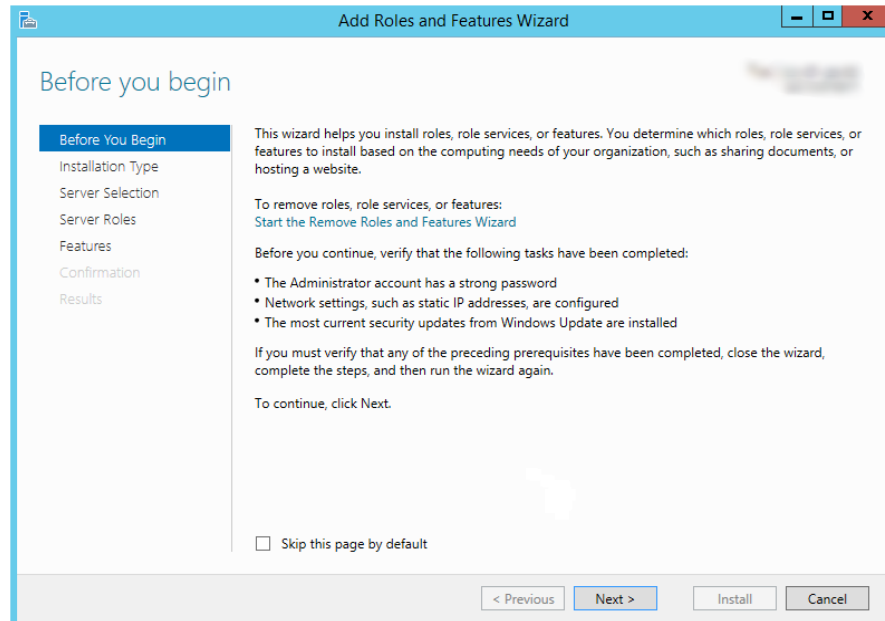 Add Roles and Features Wizard
Before you begin
Before You Begin
Installation Type
Server Selection
Server Roles
Features
Confirmation
Results
This wizard helps you install roles, role services, or features. You determine which roles, role services, or
features to install based on the computing needs of your organization, such as sharing documents, or
hosting a website.
To remove roles, role services, or features:
Start the Remove Roles and Features Wizard
Before you continue, verify that the following tasks have been completed:
• The Administrator account has a strong password
• Network settings, such as static IP addresses, are configured
• The most current security updates from Windows Update are installed
If you must verify that any of the preceding prerequisites have been completed, close the wizard,
complete the steps, and then run the wizard again.
To continue, click Next.
Skip this page by default
< Previous Next > Install Cancel